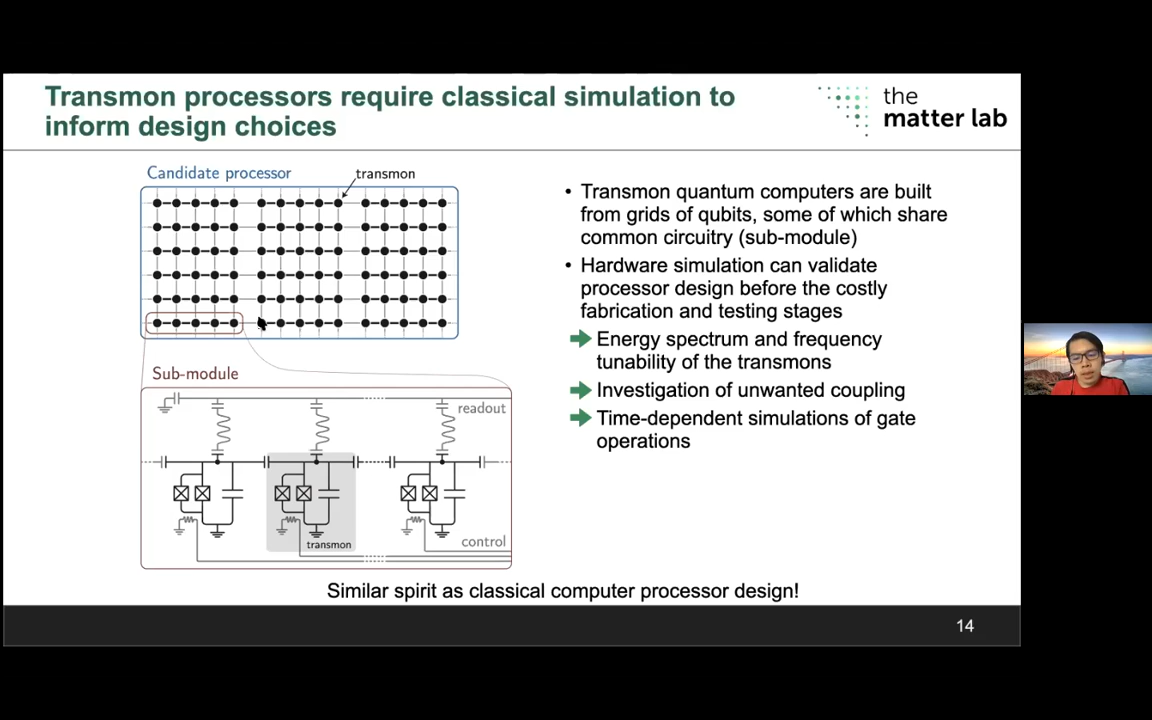 Transmon processors require classical simulation to
inform design choices
the
matter lab
Candidate processor
transmon
Sub-module
readout
transmon
control
• Transmon quantum computers are built
from grids of qubits, some of which share
common circuitry (sub-module)
• Hardware simulation can validate
processor design before the costly
fabrication and testing stages
Energy spectrum and frequency
tunability of the transmons
Investigation of unwanted coupling
Time-dependent simulations of gate
operations
Similar spirit as classical computer processor design!
14